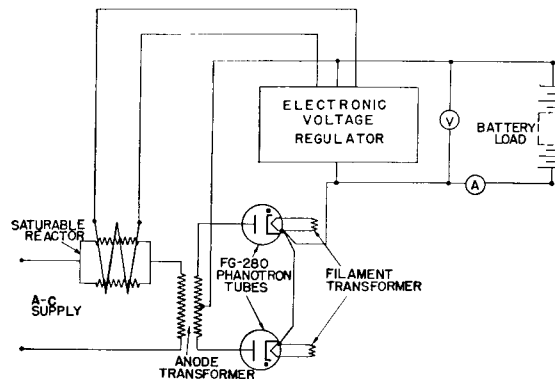 ELECTRONIC
VOLTAGE
REGULATOR
V
BATTERY
LOAD
A
SATURABLE
REACTOR
FG-280
PHANOTRON
TUBES
FILAMENT
TRANSFORMER
A-C
SUPPLY
ANODE
TRANSFORMER